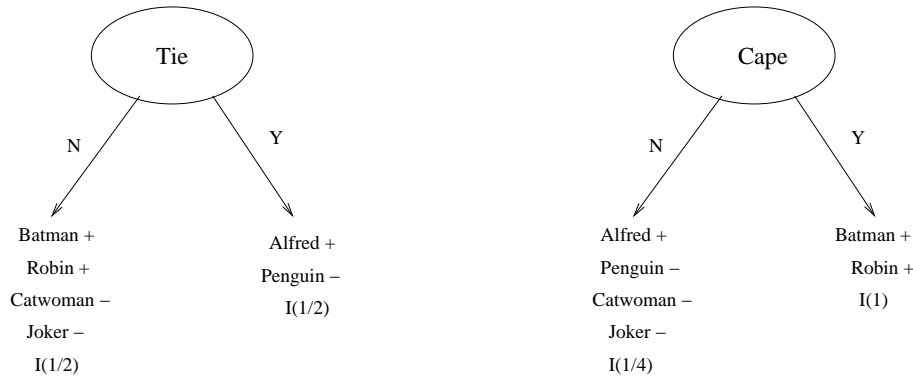 Tie
N
Y
Batman +
Robin +
Catwoman −
Joker −
I(1/2)
Alfred +
Penguin −
I(1/2)
Cape
N
Y
Alfred +
Penguin −
Catwoman −
Joker −
I(1/4)
Batman +
Robin +
I(1)